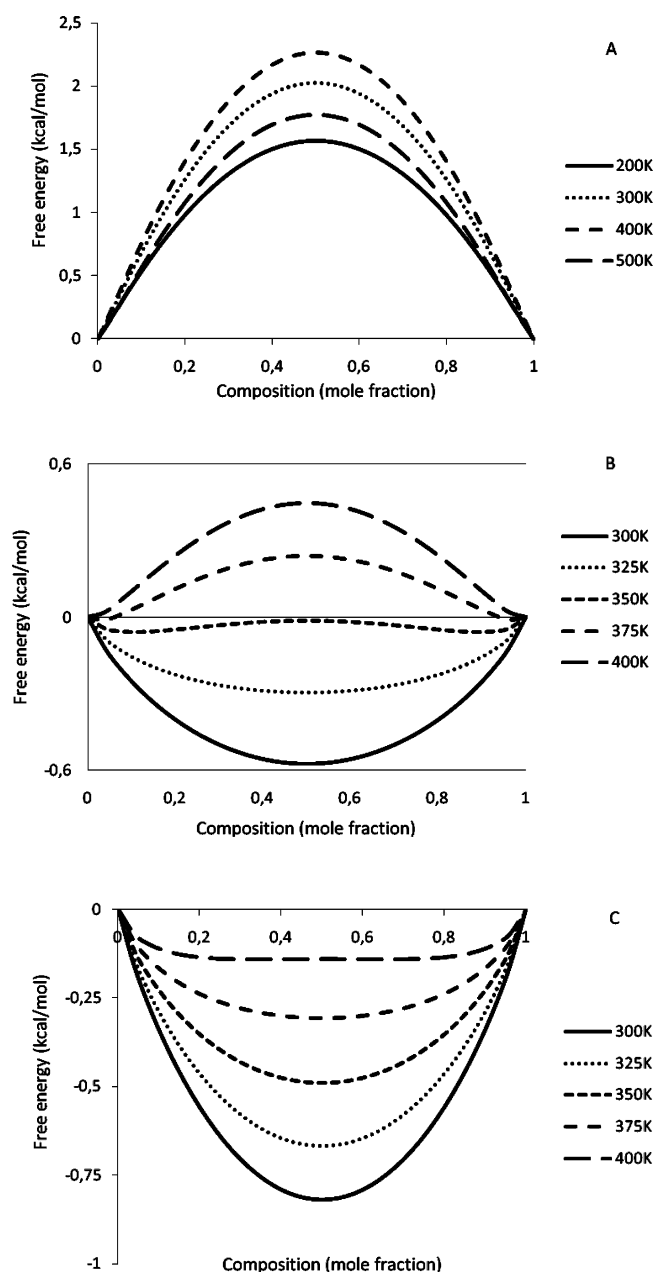 A
2,5
2
1,5
1
0,5
0
Free energy (kcal/mol)
0 0,2 0,4 0,6 0,8 1
Composition (mole fraction)
200K
300K
400K
500K
B
0,6
0
-0,6
Free energy (kcal/mol)
0 0,2 0,4 0,6 0,8 1
Composition (mole fraction)
300K
325K
350K
375K
400K
C
0
-0,25
-0,5
-0,75
-1
Free energy (kcal/mol)
0 0,2 0,4 0,6 0,8 1
Composition (mole fraction)
300K
325K
350K
375K
400K